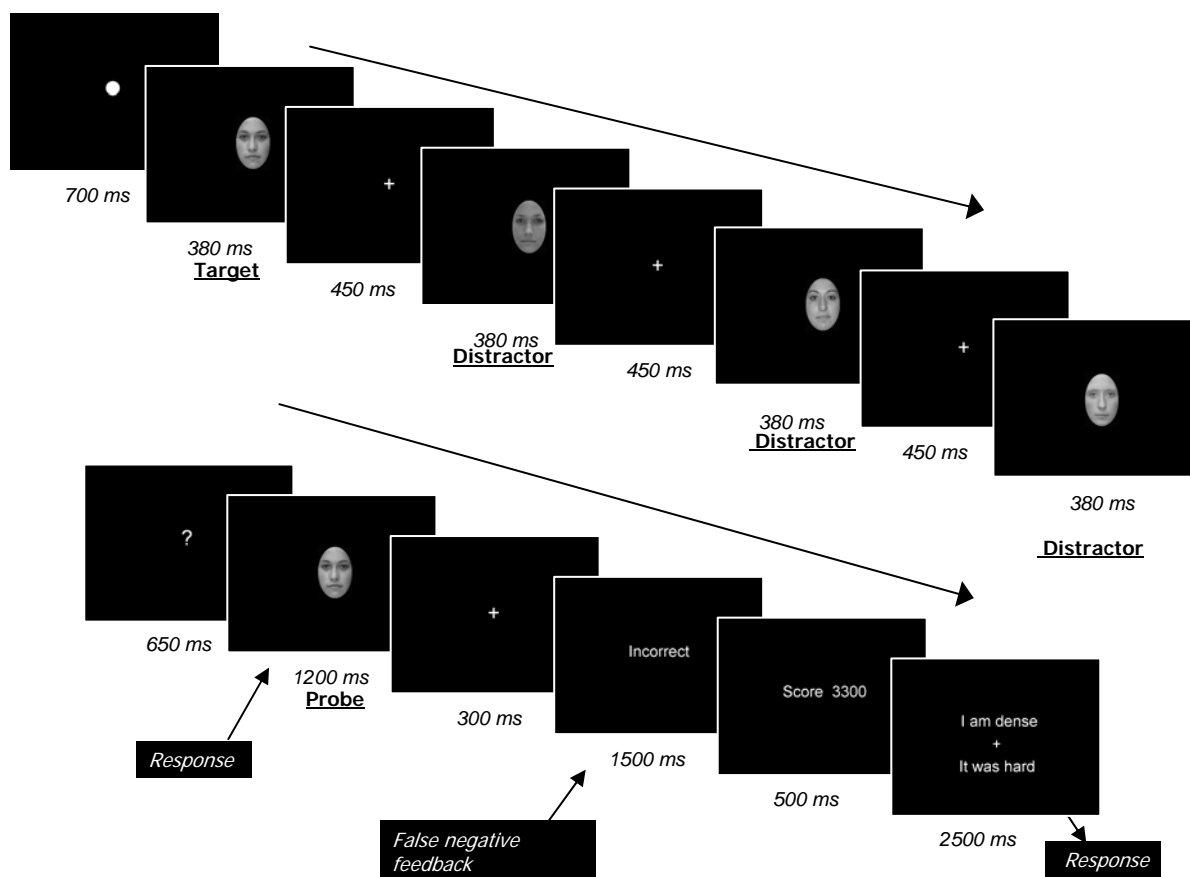 700 ms
380 ms
Target
+
450 ms
380 ms
Distractor
+
450 ms
380 ms
Distractor
+
450 ms
380 ms
Distractor
?
650 ms
1200 ms
Probe
+
300 ms
Incorrect
1500 ms
Score 3300
500 ms
I am dense
+
It was hard
2500 ms
Response
False negative
feedback
Response